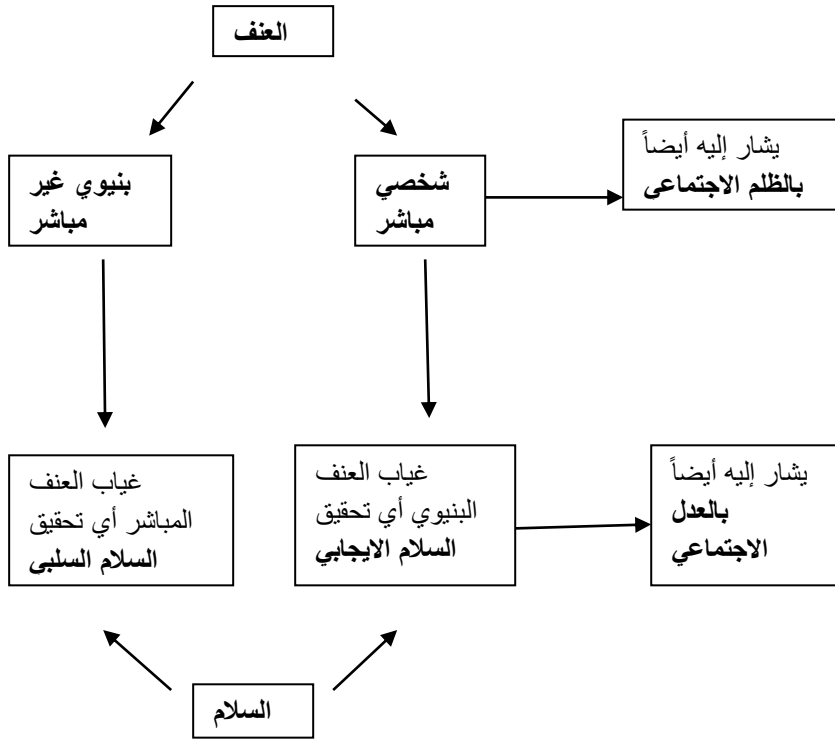 العنف
بنيوي غير
مباشر
شخصي
مباشر
يشار إليه أيضاً
بالظلم الاجتماعى
غياب العنف
المباشر أي تحقيق
السلام السلبى
غياب العنف
البنيوي أي تحقيق
السلام الايجابي
يشار إليه أيضاً
بالعدل
الاجتماعي
السلام